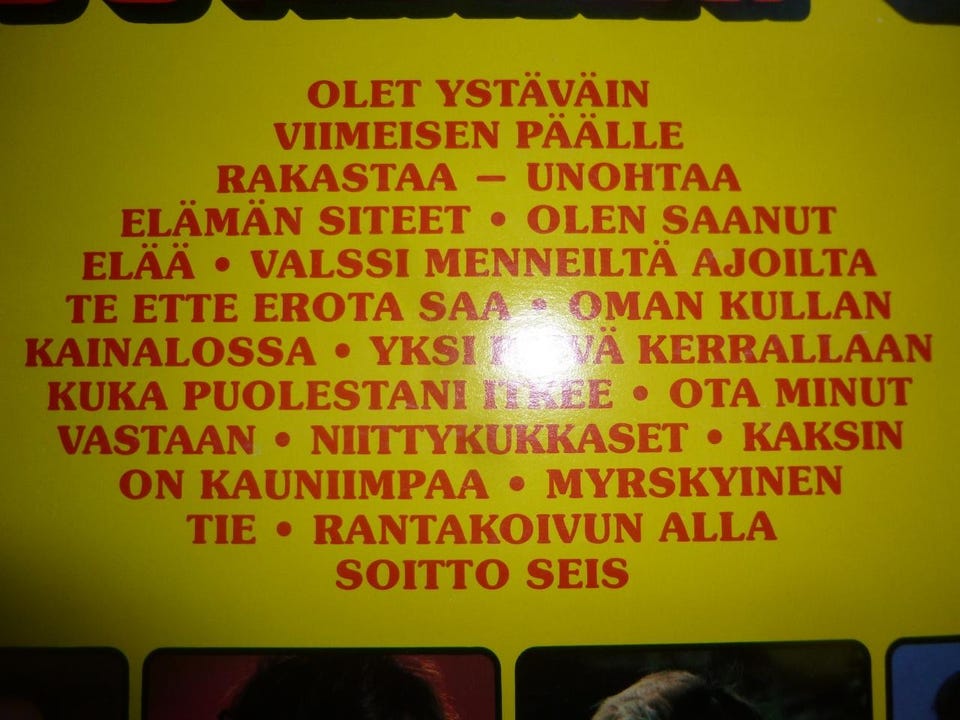 OLET YSTÄVÄIN
VIIMEISEN PÄÄLLE
RAKASTAA – UNOHTAA
ELÄMÄN SITEET • OLEN SAANUT
ELÄÄ • VALSSI MENNEILTÄ AJOILTA
TE ETTE EROTA SAA • OMAN KULLAN
KAINALOSSA • YKSI PÄIVÄ KERRALLAAN
KUKA PUOLESTANI ITKEE • OTA MINUT
VASTAAN • NIITTYKUKKASET • KAKSIN
ON KAUNIIMPAA • MYRSKYINEN
TIE • RANTAKOIVUN ALLA
SOITTO SEIS